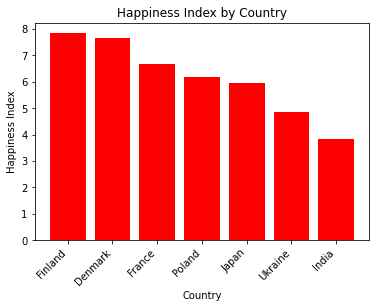 Happiness Index by Country
Happiness Index
8
7
6
5
4
3
2
1
0
Finland
Denmark
France
Poland
Japan
Ukraine
India
Country